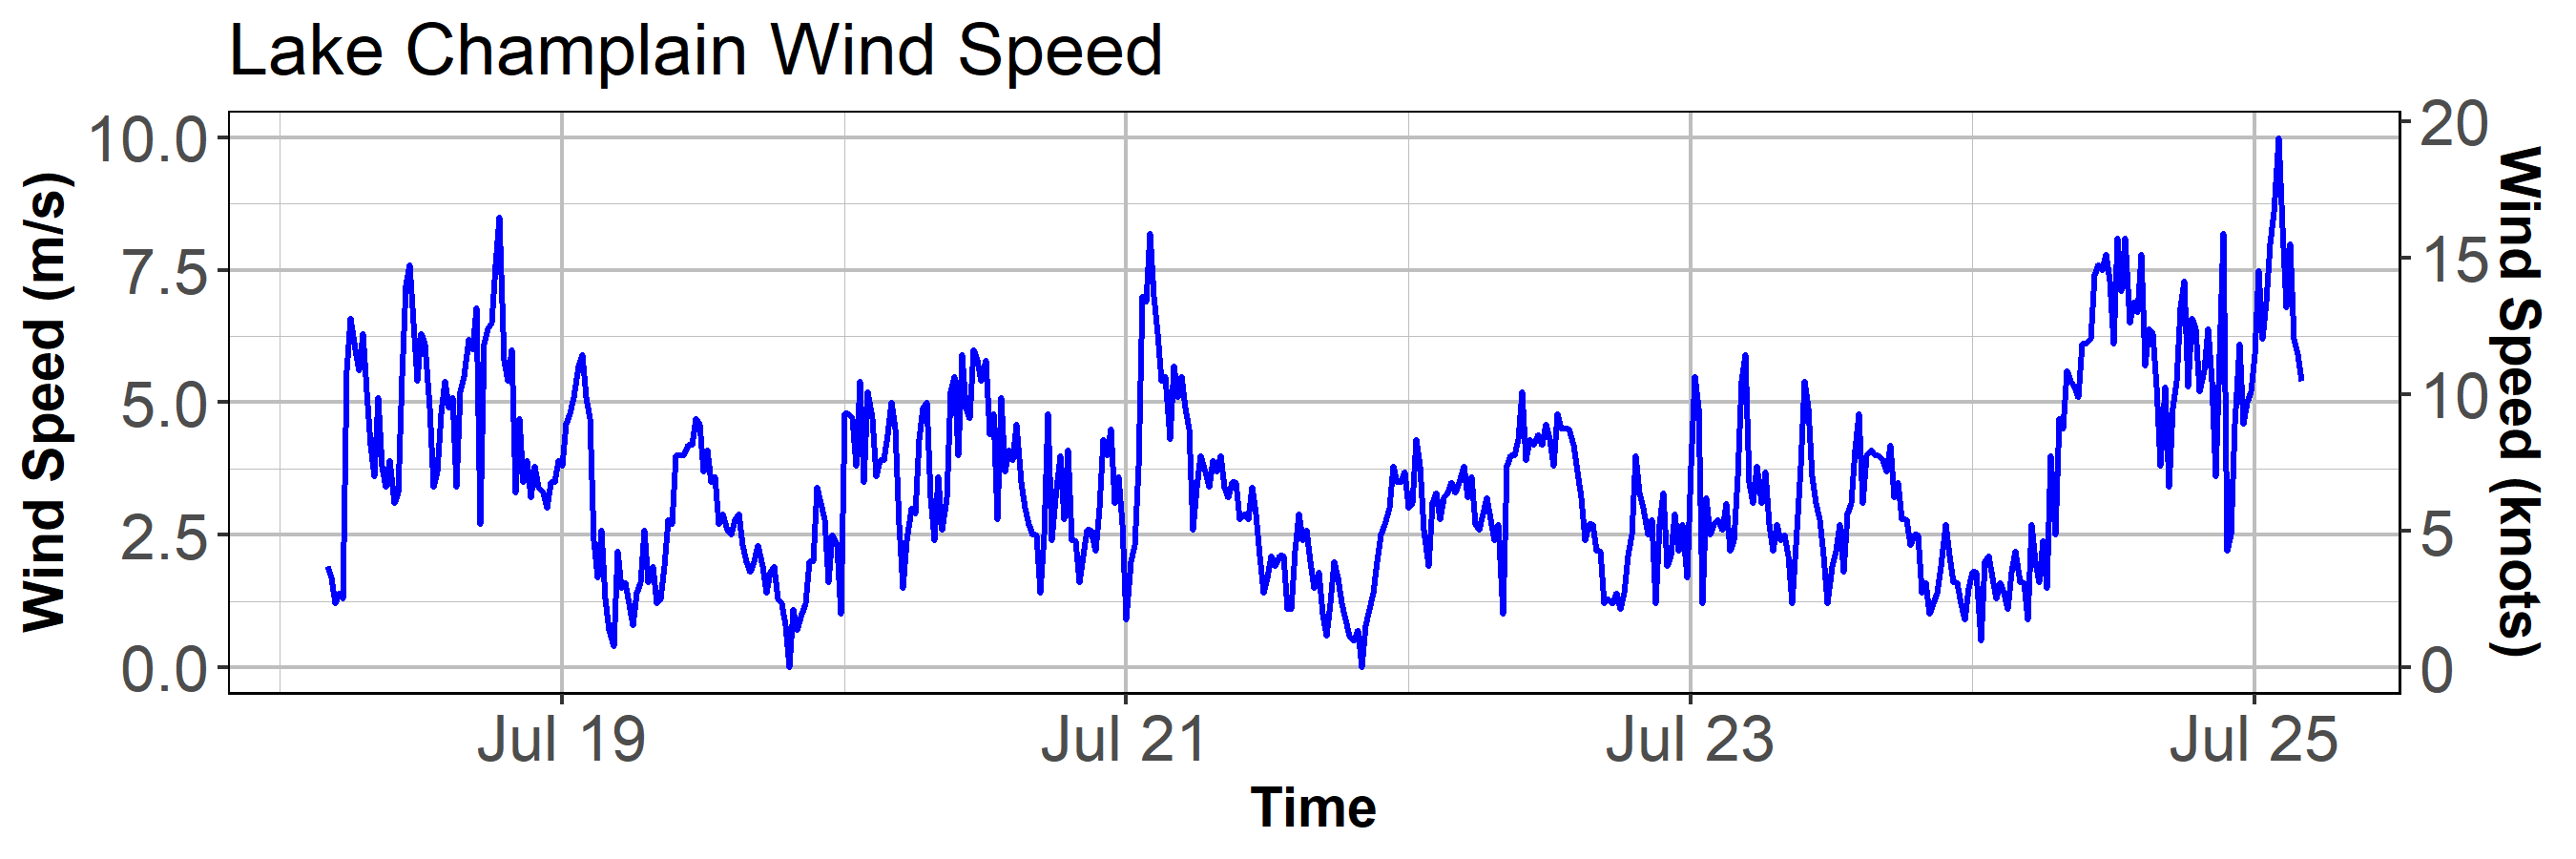 Lake Champlain Wind Speed
Wind Speed (m/s)
10.0
7.5
5.0
2.5
0.0
20
15
10
5
0
Wind Speed (knots)
Jul 19
Jul 21
Jul 23
Jul 25
Time